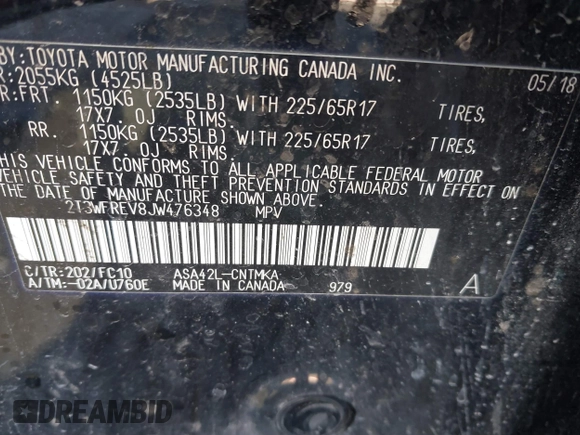 BY: TOYOTA MOTOR MANUFACTURING CANADA INC.
R: 2055KG (4525LB) 05/18
R: FRT. 1150KG (2535LB) WITH 225/65R17 TIRES,
17X7. 0J RIMS.
RR. 1150KG (2535LB) WITH 225/65R17 TIRES,
17X7. 0J RIMS.
HIS VEHICLE CONFORMS TO ALL APPLICABLE FEDERAL MOTOR
VEHICLE SAFETY AND THEFT PREVENTION STANDARDS IN EFFECT ON
THE DATE OF MANUFACTURE SHOWN ABOVE.
2T3WFREV8JW476348 MPV
C/TR: 202/FC10 ASA42L-CNTMKA
A/TM: -02A/U760E MADE IN CANADA 979 A
DREAMBID